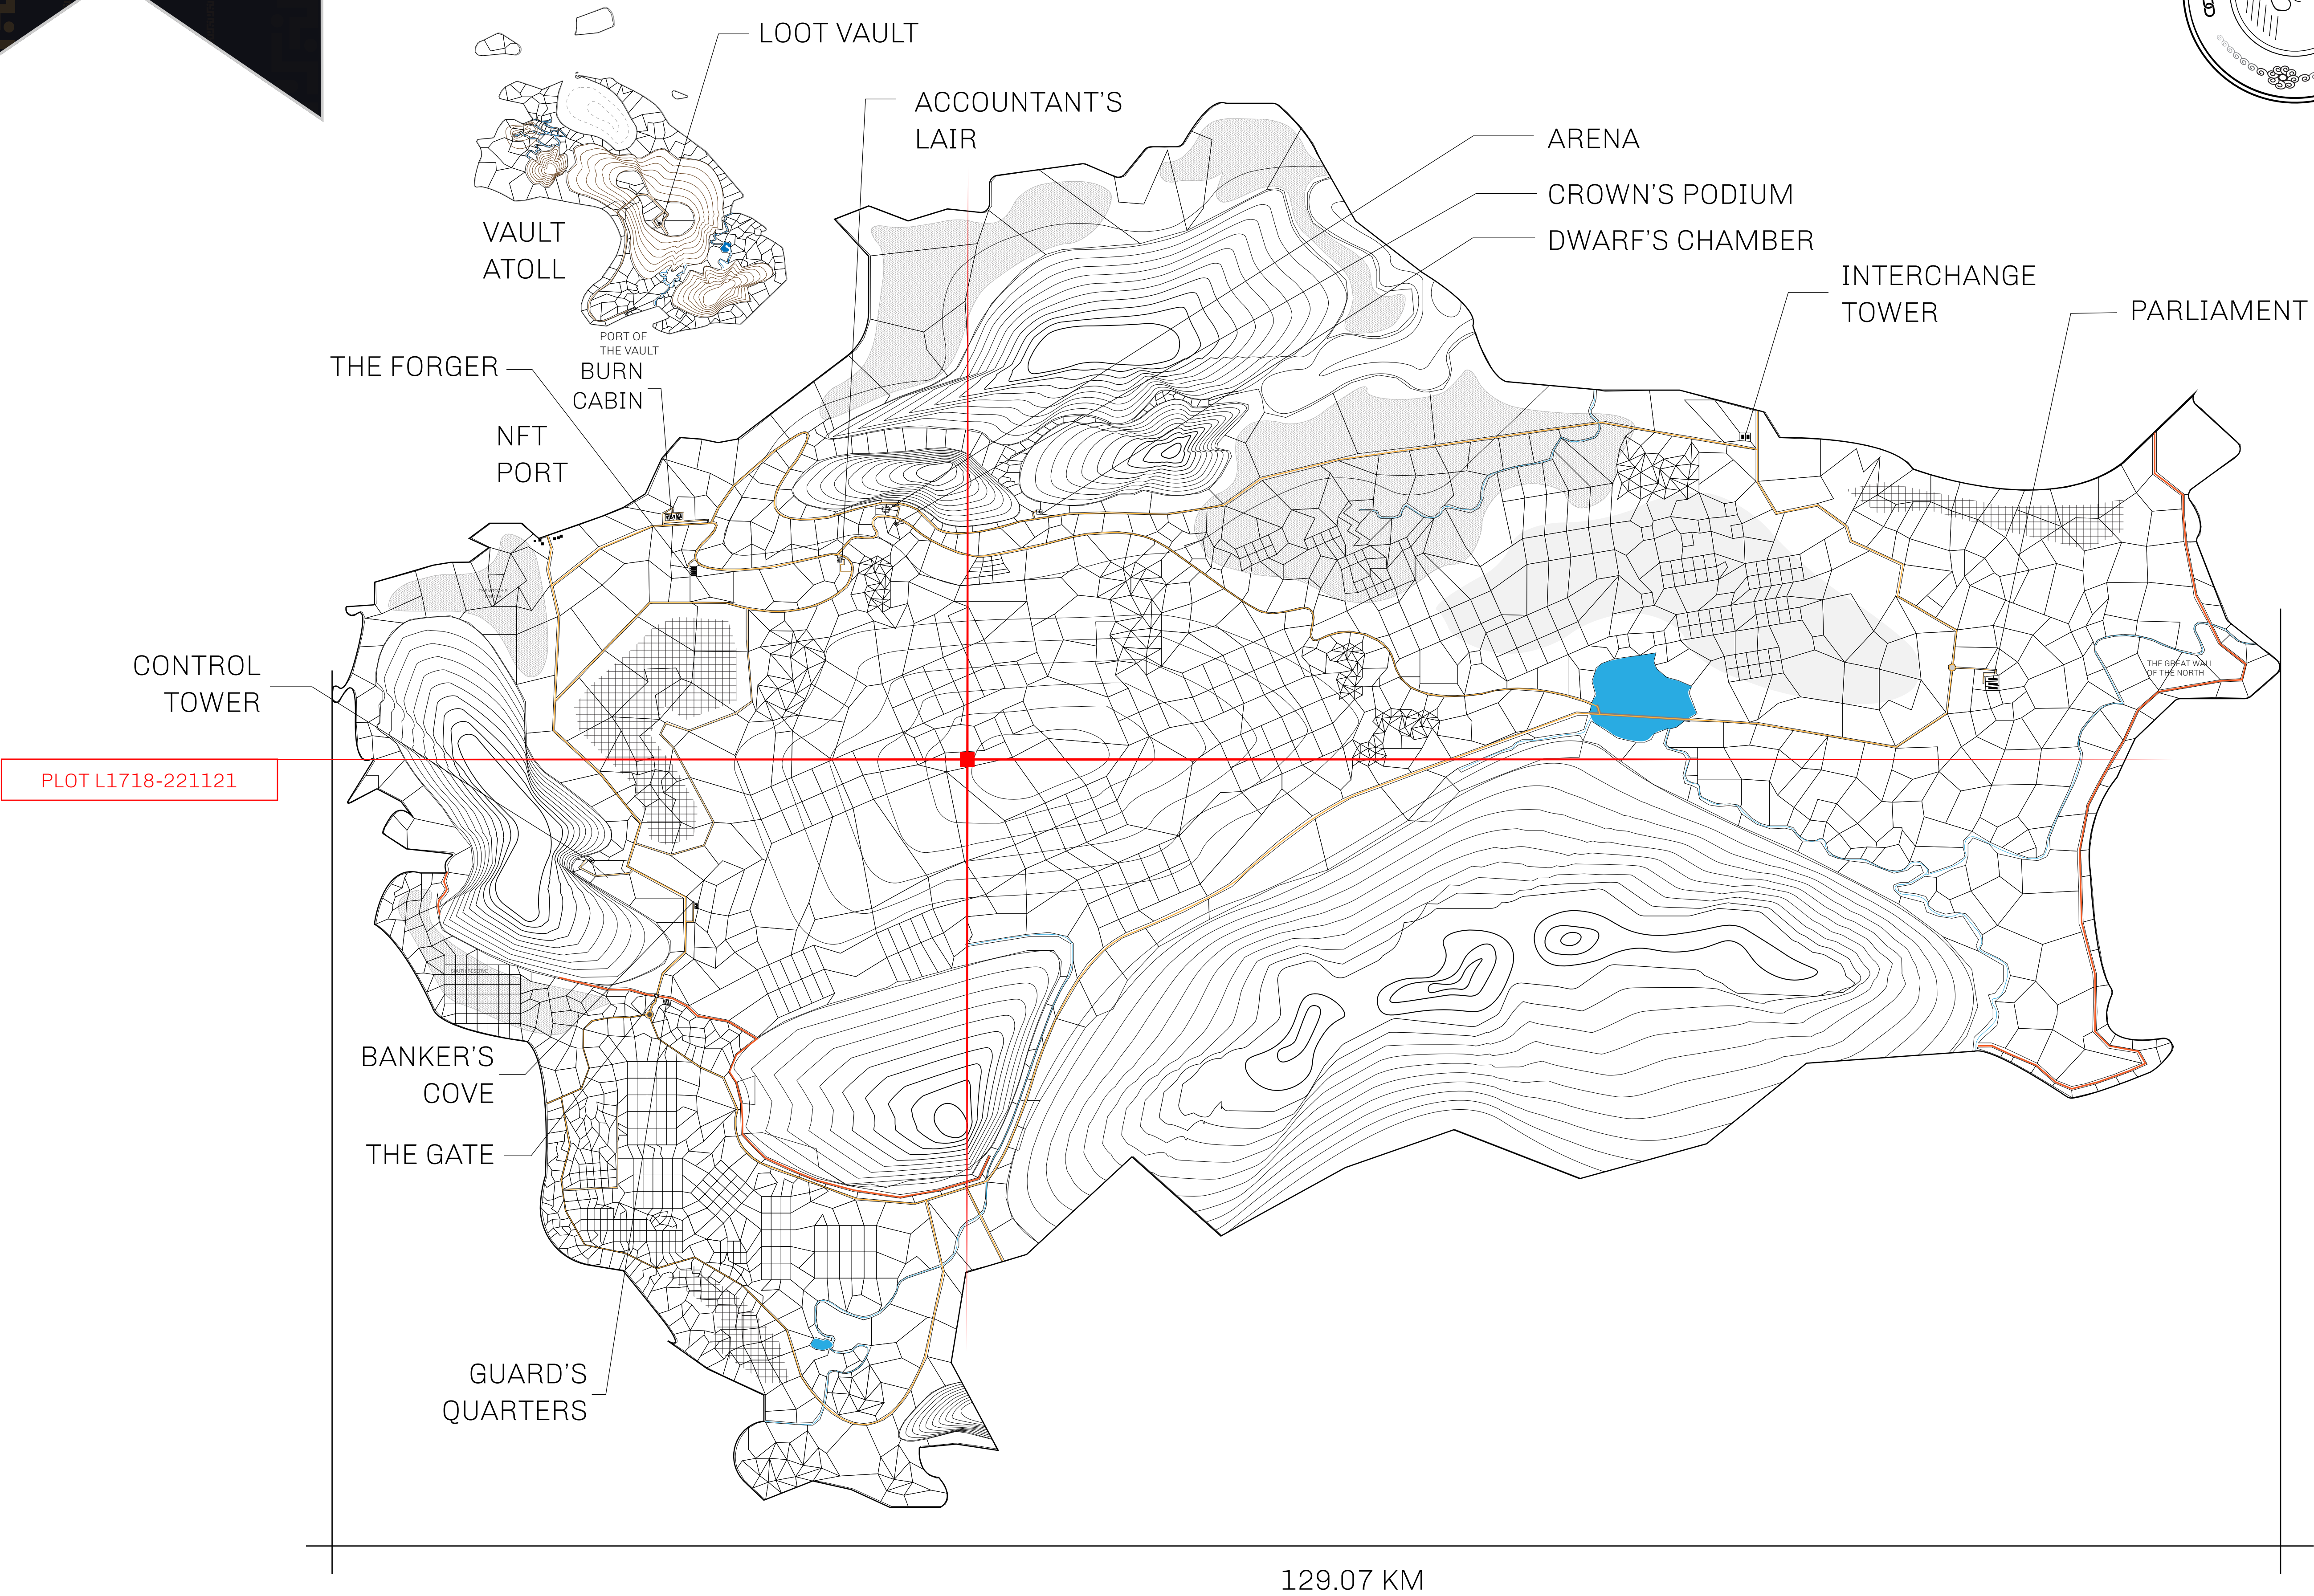 LOOT VAULT
ACCOUNTANT'S
LAIR
ARENA
CROWN'S PODIUM
DWARF'S CHAMBER
VAULT
ATOLL
INTERCHANGE
TOWER
PARLIAMENT
PORT OF
THE VAULT
THE FORGER
BURN
CABIN
NFT
PORT
CONTROL
TOWER
THE GREAT WALL
OF THE NORTH
PLOT L1718-221121
SOUTH RESERVE
BANKER'S
COVE
THE GATE
GUARD'S
QUARTERS
129.07 KM